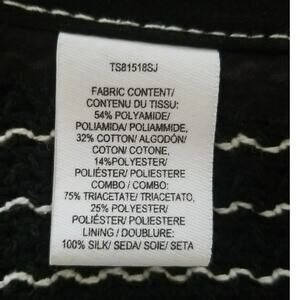 TS81518SJ
FABRIC CONTENT/
CONTENU DU TISSU:
54% POLYAMIDE/
POLIAMIDA/ POLIAMMIDE,
32% COTTON/ ALGODÓN/
COTON/ COTONE,
14%POLYESTER/
POLIÉSTER/ POLIESTERE
COMBO / COMBO:
75% TRIACETATE/ TRIACETATO,
25% POLYESTER/
POLIÉSTER/ POLIESTERE
LINING / DOUBLURE:
100% SILK/ SEDA/ SOIE/ SETA